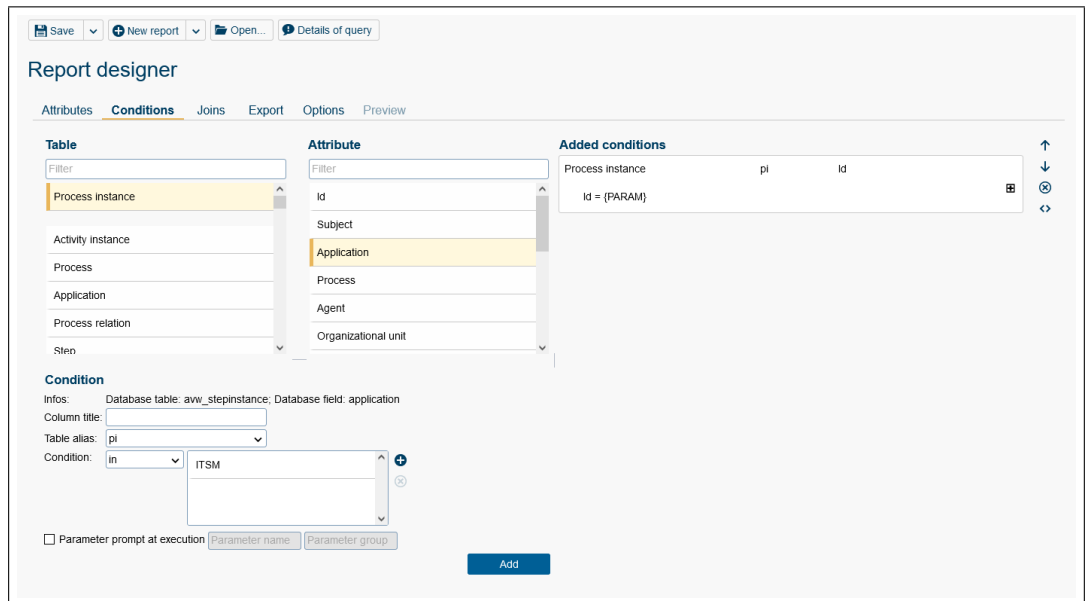 Save New report Open... Details of query
Report designer
Attributes Conditions Joins Export Options Preview
Table Attribute Added conditions
Filter Filter
Process instance pi Id
Id = {PARAM}
Process instance
Activity instance
Process
Application
Process relation
Step
Id
Subject
Application
Process
Agent
Organizational unit
Condition
Infos: Database table: avw_stepinstance; Database field: application
Column title:
Table alias: pi
Condition: in ITSM
Parameter prompt at execution Parameter name Parameter group
Add